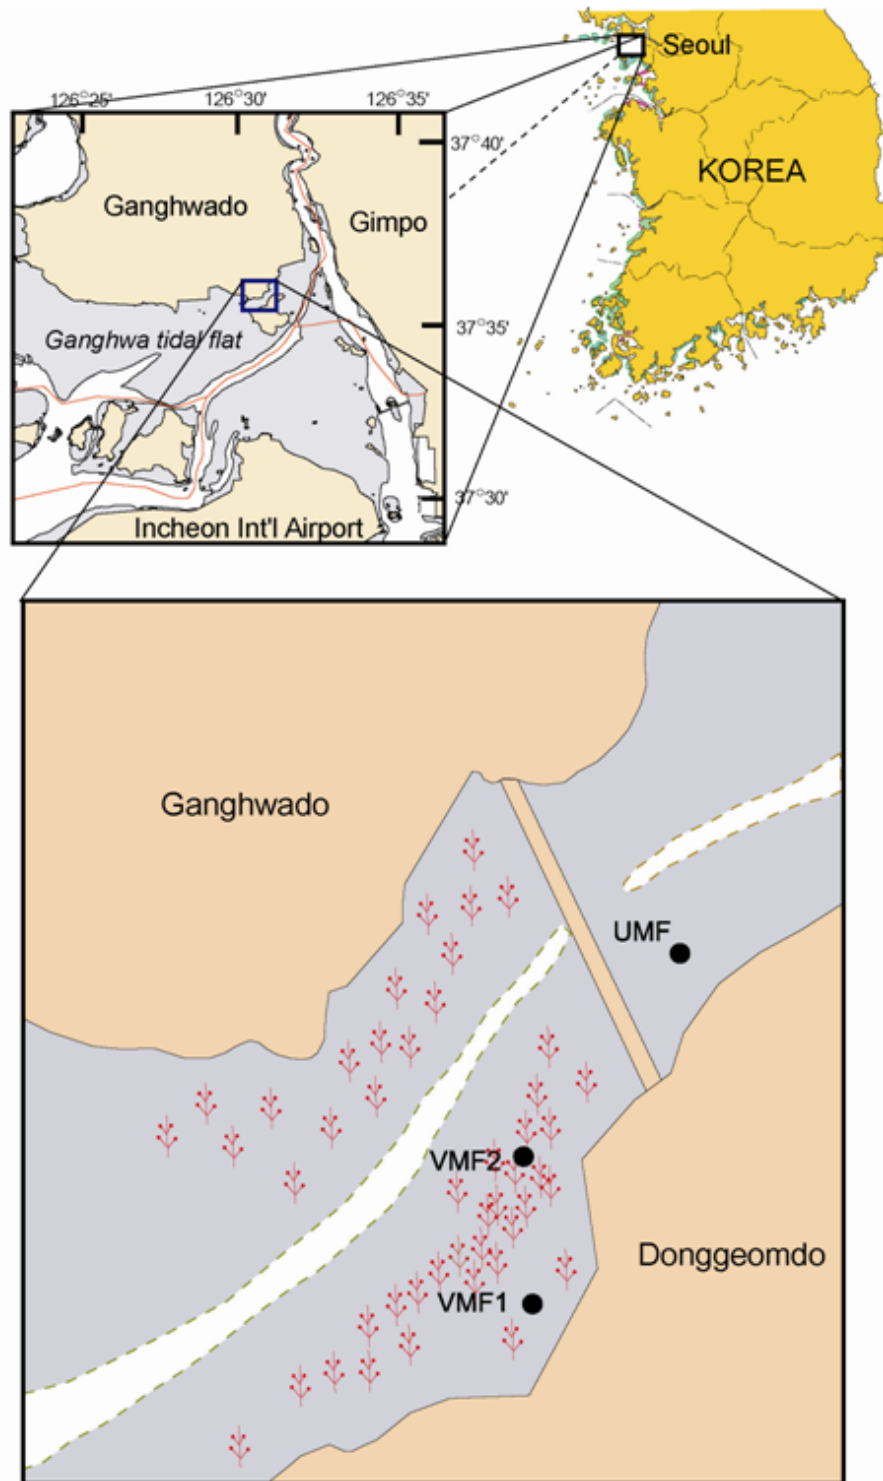 Seoul
KOREA
126°25'
126°30'
126°35'
37°40'
Ganghwado
Gimpo
37°35'
Ganghwa tidal flat
37°30'
Incheon Int'l Airport
Ganghwado
UMF
VMF2
Donggeomdo
VMF1